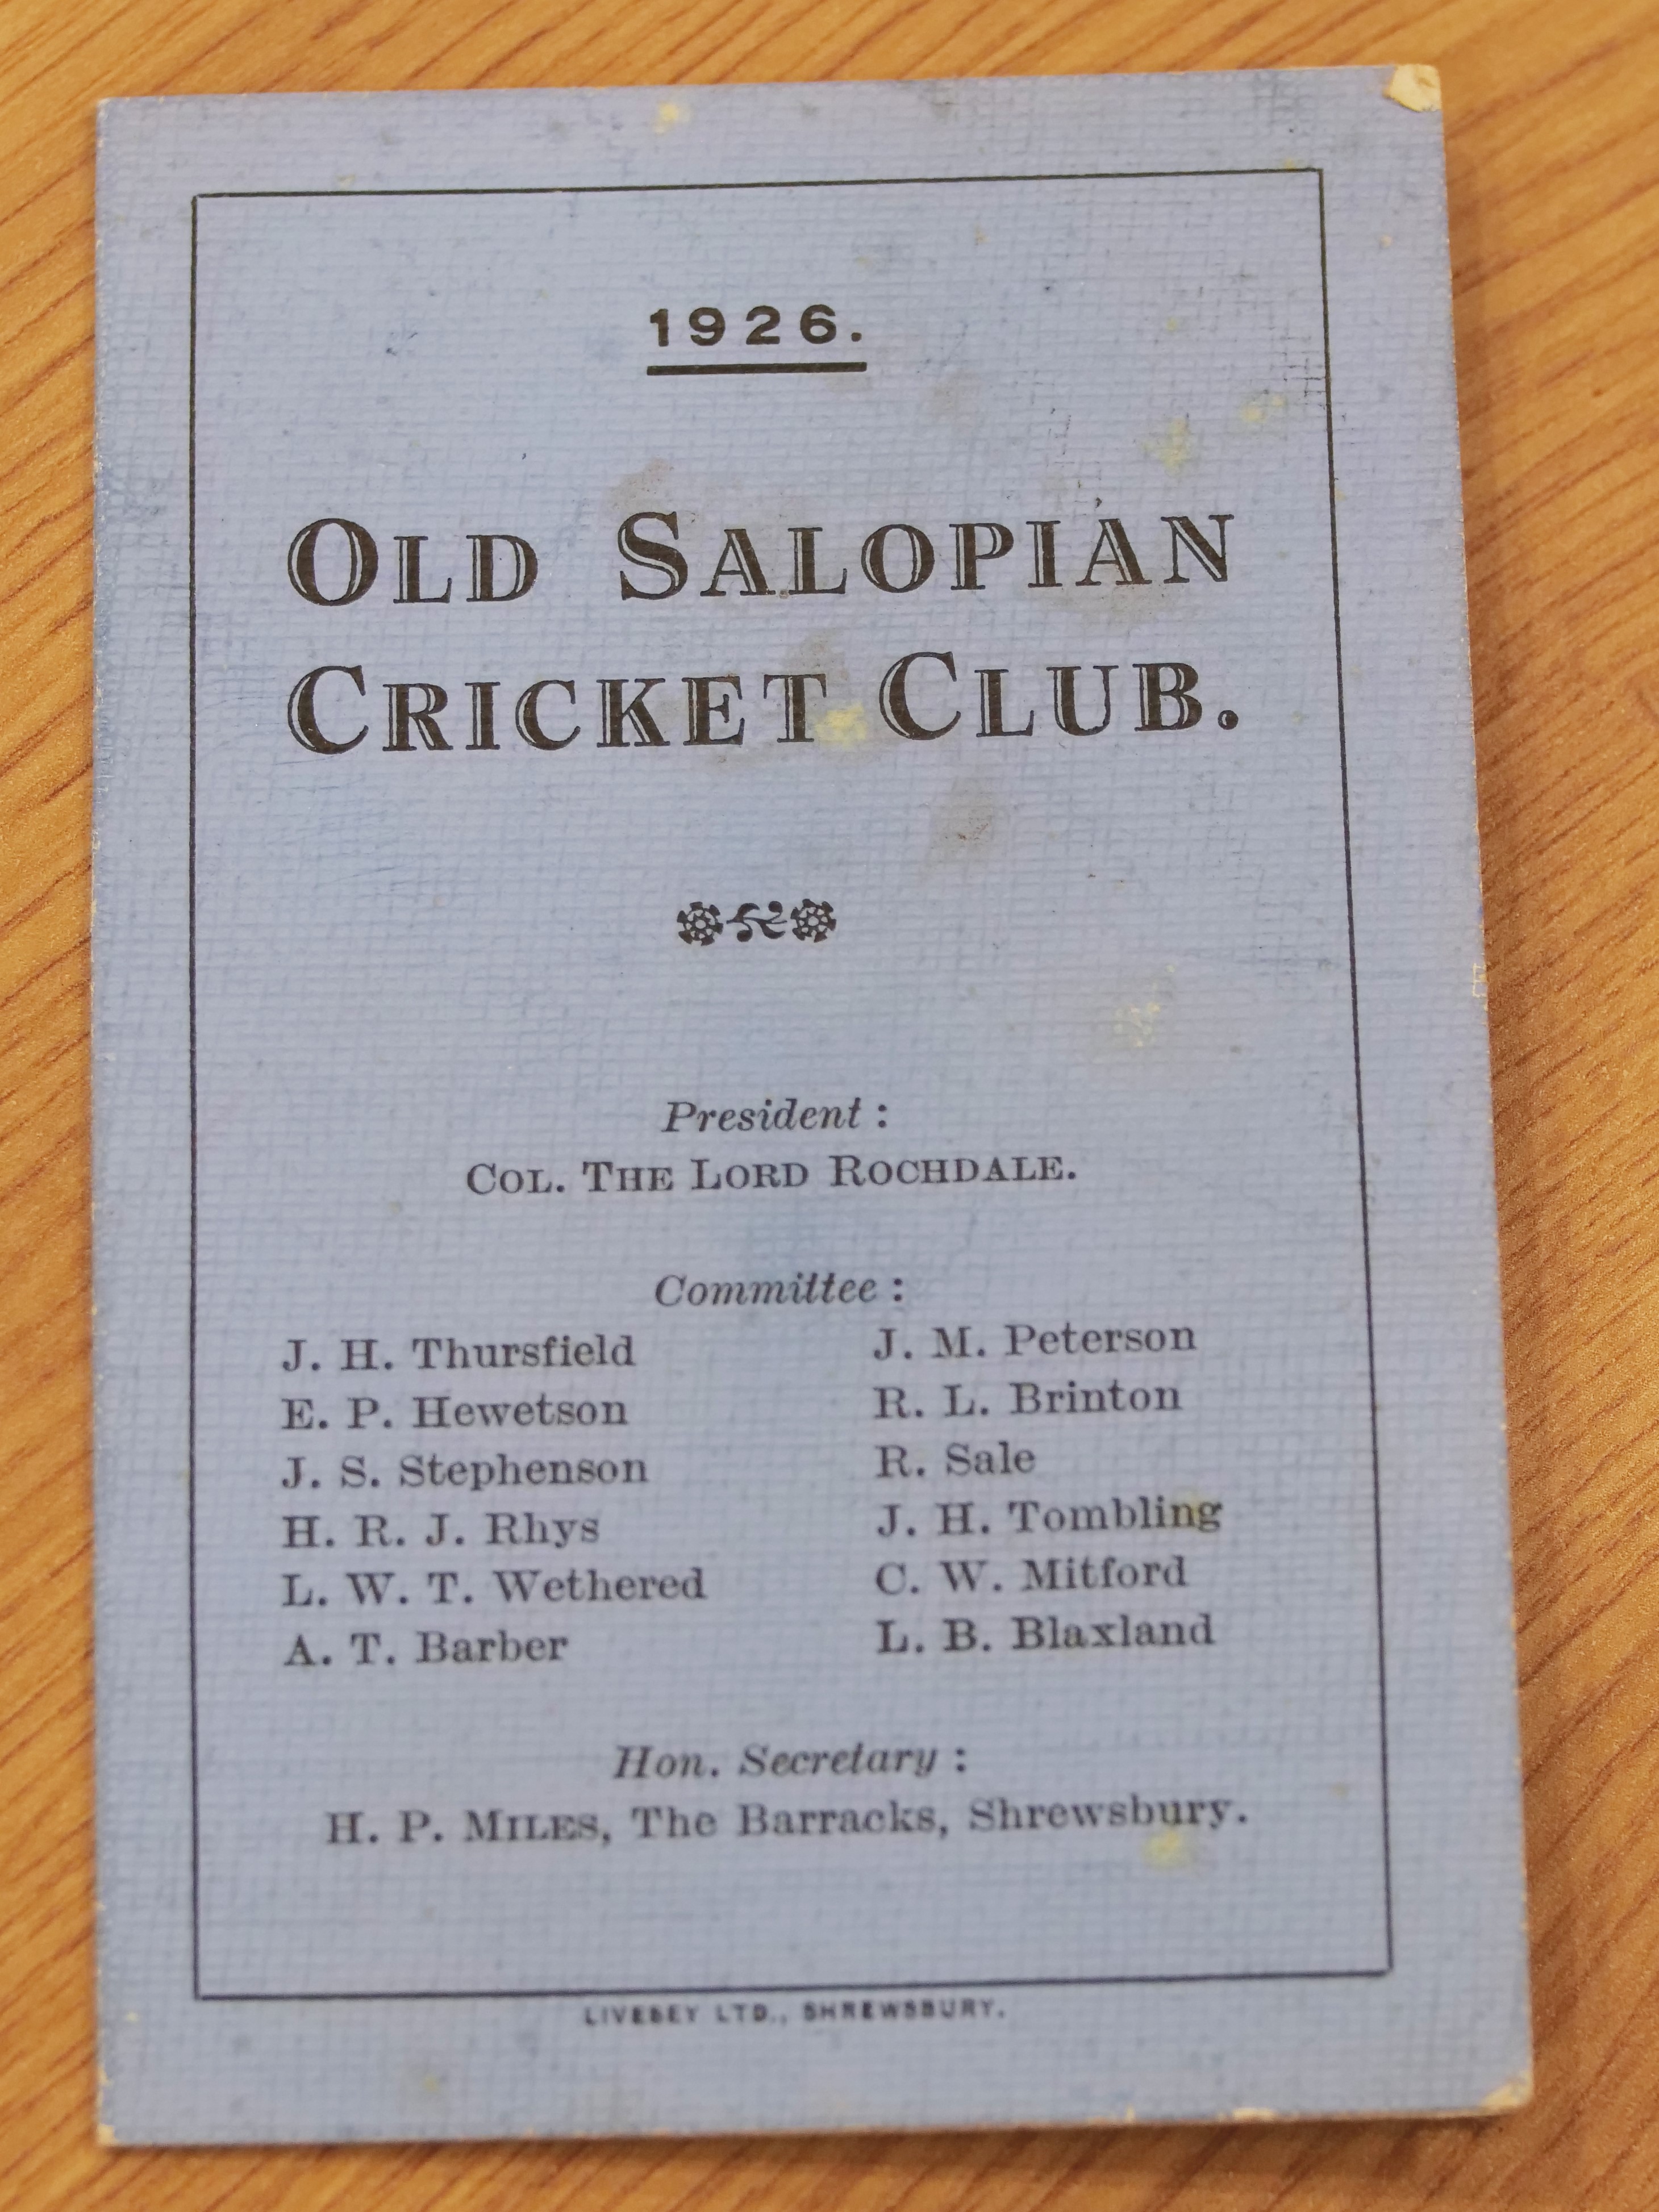 1926.
OLD SALOPIAN
CRICKET CLUB.
President :
COL. THE LORD ROCHDALE.
Committee :
J. H. Thursfield
E. P. Hewetson
J. S. Stephenson
H. R. J. Rhys
L. W. T. Wethered
A. T. Barber
J. M. Peterson
R. L. Brinton
R. Sale
J. H. Tombling
C. W. Mitford
L. B. Blaxland
Hon. Secretary :
H. P. MILES, The Barracks, Shrewsbury.
LIVESEY LTD., SHREWSBURY.